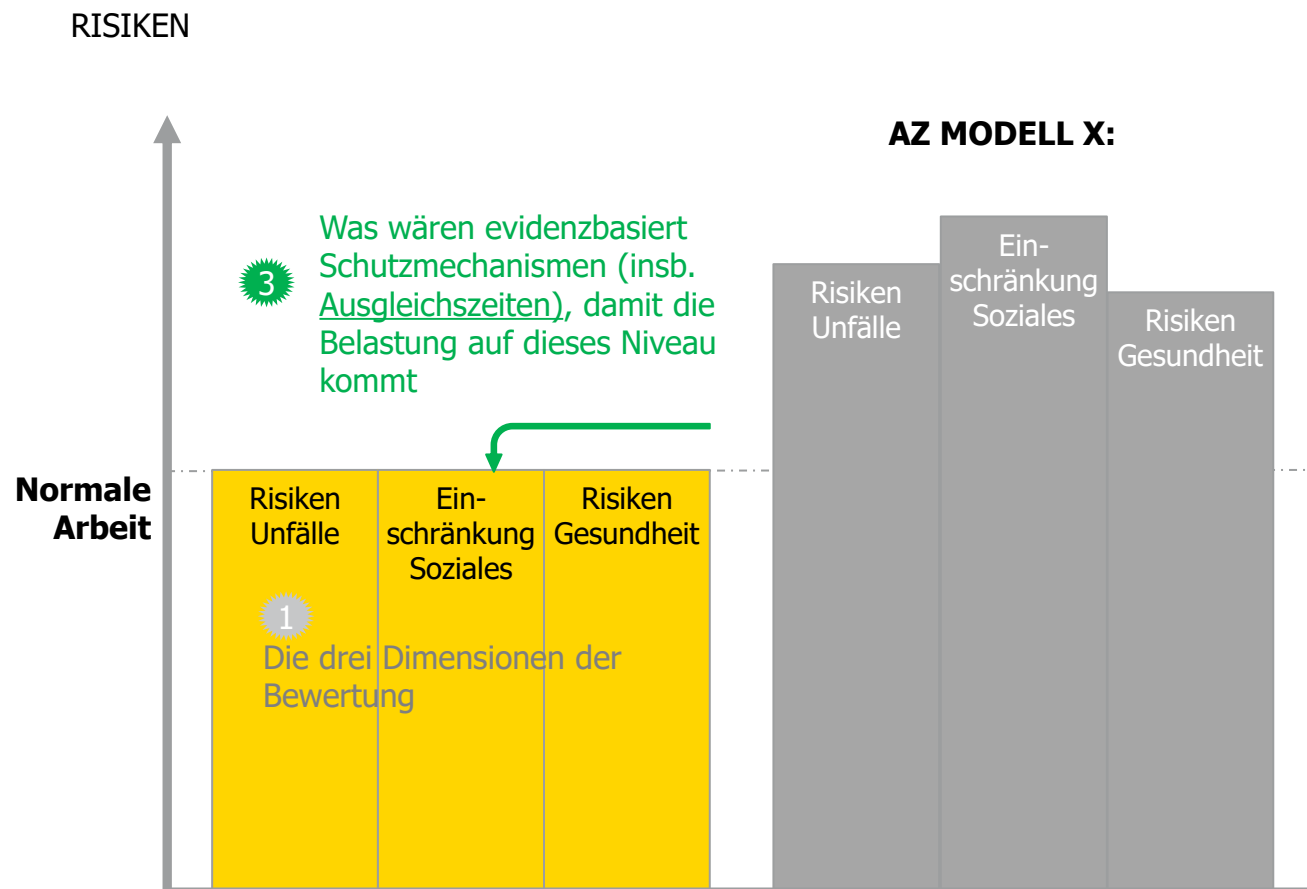 RISIKEN
AZ MODELL X:
3
Was wären evidenzbasiert
Schutzmechanismen (insb.
Ausgleichszeiten), damit die
Belastung auf dieses Niveau
kommt
Risiken
Unfälle
Ein-
schränkung
Soziales
Risiken
Gesundheit
Normale
Arbeit
Risiken
Unfälle
Ein-
schränkung
Soziales
Risiken
Gesundheit
1
Die drei Dimensionen der
Bewertung